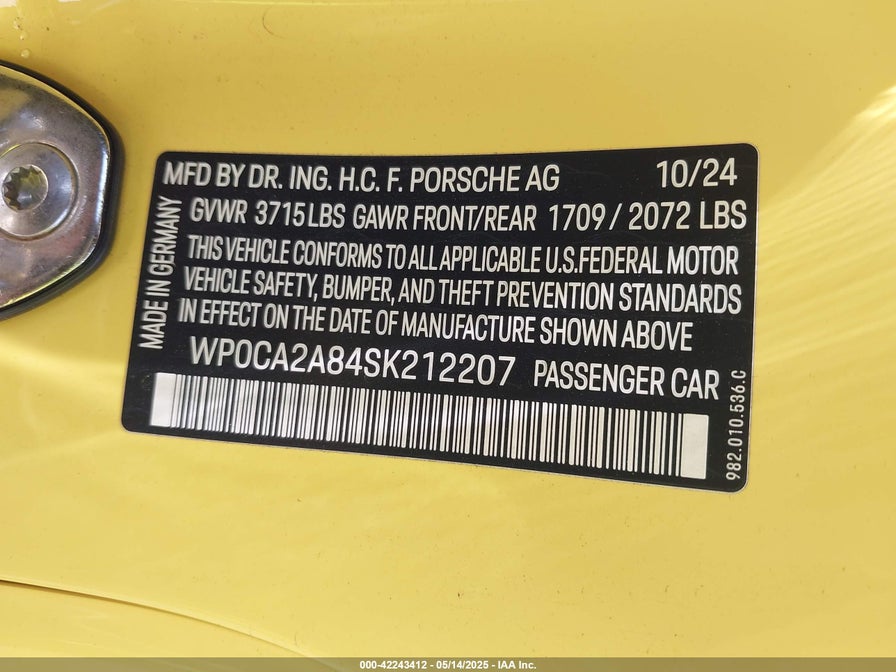 MFD BY DR. ING. H.C. F. PORSCHE AG 10/24
GVWR 3715 LBS GAWR FRONT/REAR 1709 / 2072 LBS
THIS VEHICLE CONFORMS TO ALL APPLICABLE U.S.FEDERAL MOTOR
VEHICLE SAFETY, BUMPER, AND THEFT PREVENTION STANDARDS
IN EFFECT ON THE DATE OF MANUFACTURE SHOWN ABOVE
WP0CA2A84SK212207 PASSENGER CAR
MADE IN GERMANY
982.010.536.C
000-42243412 - 05/14/2025 - IAA Inc.